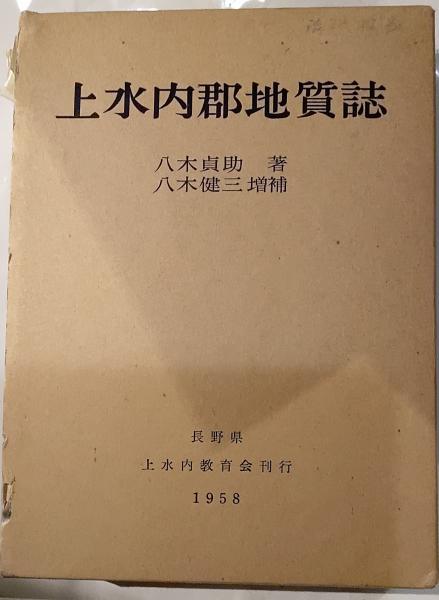 上水内郡地質誌
八木貞助 著
八木健三増補
長野県
上水内教育会刊行
1958